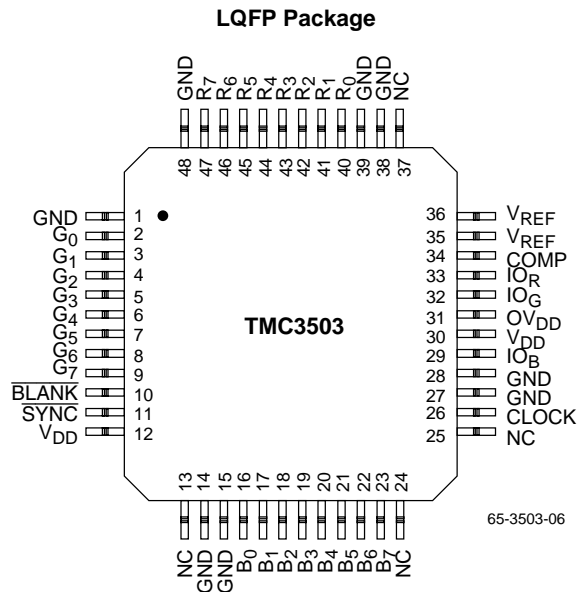 LQFP Package
GND R7 R6 R5 R4 R3 R2 R1 R0 GND GND NC
48 47 46 45 44 43 42 41 40 39 38 37
GND 1
G0 2
G1 3
G2 4
G3 5
G4 6
G5 7
G6 8
G7 9
BLANK 10
SYNC 11
VDD 12
TMC3503
36 VREF
35 VREF
34 COMP
33 IOR
32 IOG
31 OVDD
30 VDD
29 IOB
28 GND
27 GND
26 CLOCK
25 NC
13 14 15 16 17 18 19 20 21 22 23 24
NC GND GND B0 B1 B2 B3 B4 B5 B6 B7 NC
65-3503-06